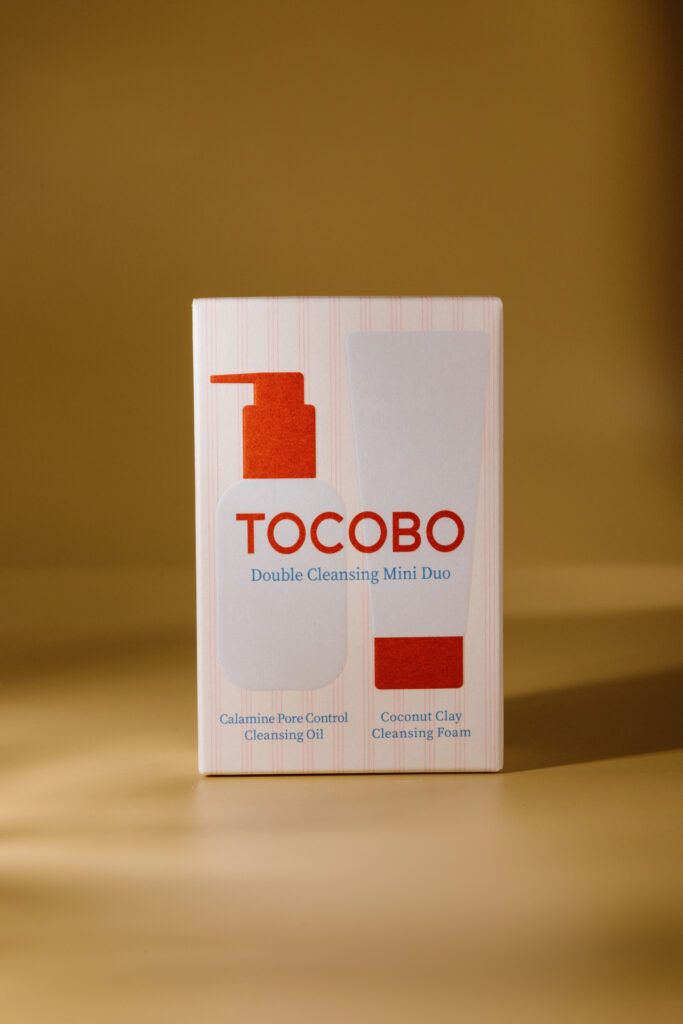 TOCOBO
Double Cleansing Mini Duo
Calamine Pore Control
Cleansing Oil
Coconut Clay
Cleansing Foam